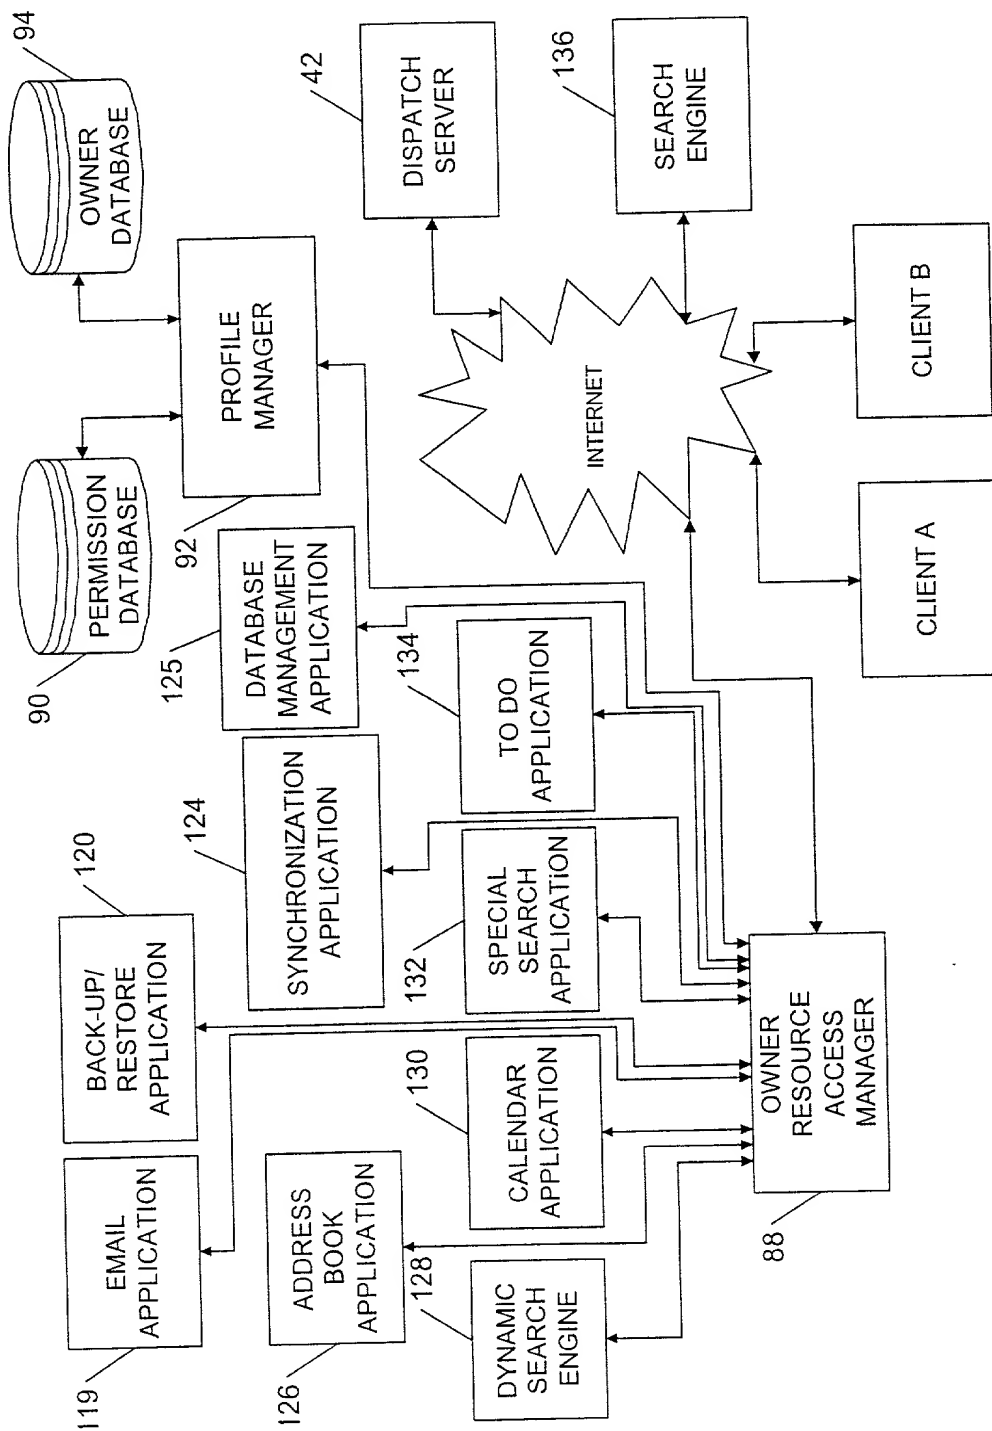 94
OWNER
DATABASE
42
DISPATCH
SERVER
136
SEARCH
ENGINE
PROFILE
MANAGER
92
PERMISSION
DATABASE
90
INTERNET
CLIENT B
CLIENT A
125
DATABASE
MANAGEMENT
APPLICATION
134
TO DO
APPLICATION
124
SYNCHRONIZATION
APPLICATION
132
SPECIAL
SEARCH
APPLICATION
120
BACK-UP/
RESTORE
APPLICATION
130
CALENDAR
APPLICATION
OWNER
RESOURCE
ACCESS
MANAGER
88
119
EMAIL
APPLICATION
126
ADDRESS
BOOK
APPLICATION
128
DYNAMIC
SEARCH
ENGINE